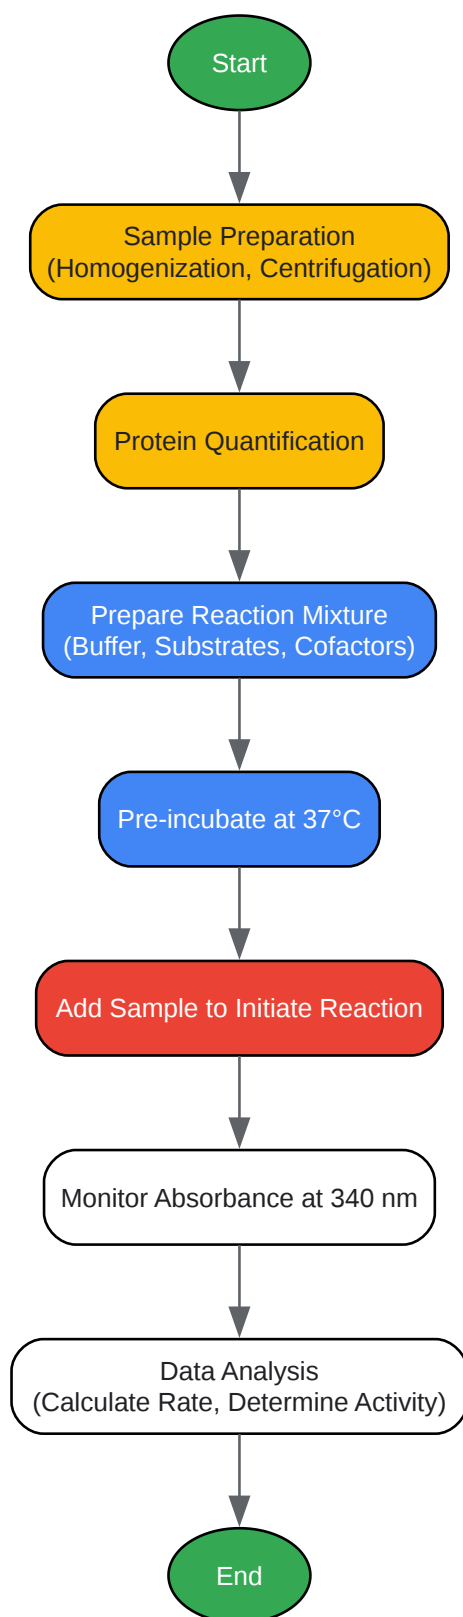 Start
Sample Preparation
(Homogenization, Centrifugation)
Protein Quantification
Prepare Reaction Mixture
(Buffer, Substrates, Cofactors)
Pre-incubate at 37°C
Add Sample to Initiate Reaction
Monitor Absorbance at 340 nm
Data Analysis
(Calculate Rate, Determine Activity)
End